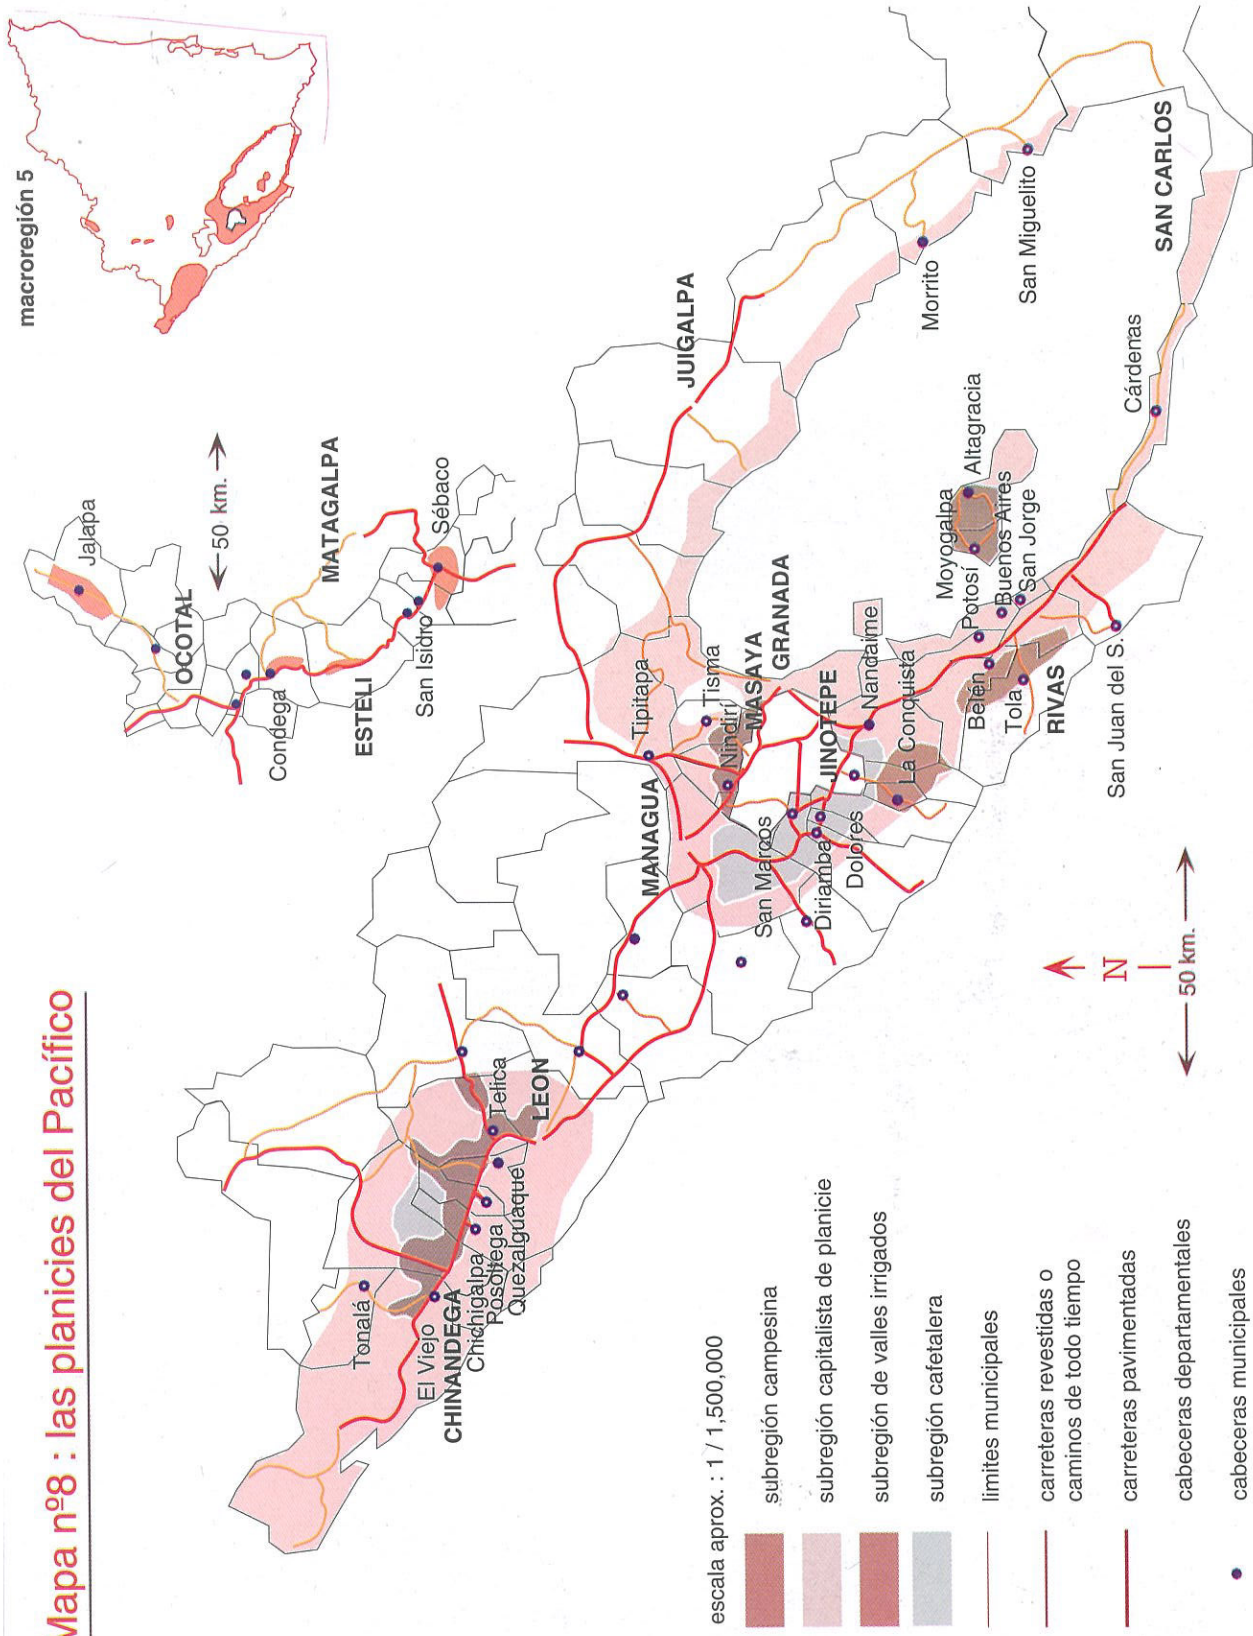 Mapa nº8 : las planicies del Pacífico
macroregión 5
Jalapa
OCOTAL
50 km.
Condega
MATAGALPA
ESTELI
San Isidro
Sébaco
Tonalá
El Viejo
CHINANDEGA
Chichigalpa
Posoltega
Quezalguaque
Telica
LEON
MANAGUA
Tipitapa
Tisma
Nindirí
MASAYA
GRANADA
San Marcos
Diriamba
Dolores
JINOTEPE
La Conquista
Nandaime
JUIGALPA
Morrito
San Miguelito
SAN CARLOS
Cárdenas
Moyogalpa
Altagracia
Potosí
Buenos Aires
San Jorge
Belén
Tola
RIVAS
San Juan del S.
N
50 km.
escala aprox. : 1 / 1,500,000
subregión campesina
subregión capitalista de planicie
subregión de valles irrigados
subregión cafetalera
limites municipales
carreteras revestidas o
caminos de todo tiempo
carreteras pavimentadas
cabeceras departamentales
cabeceras municipales